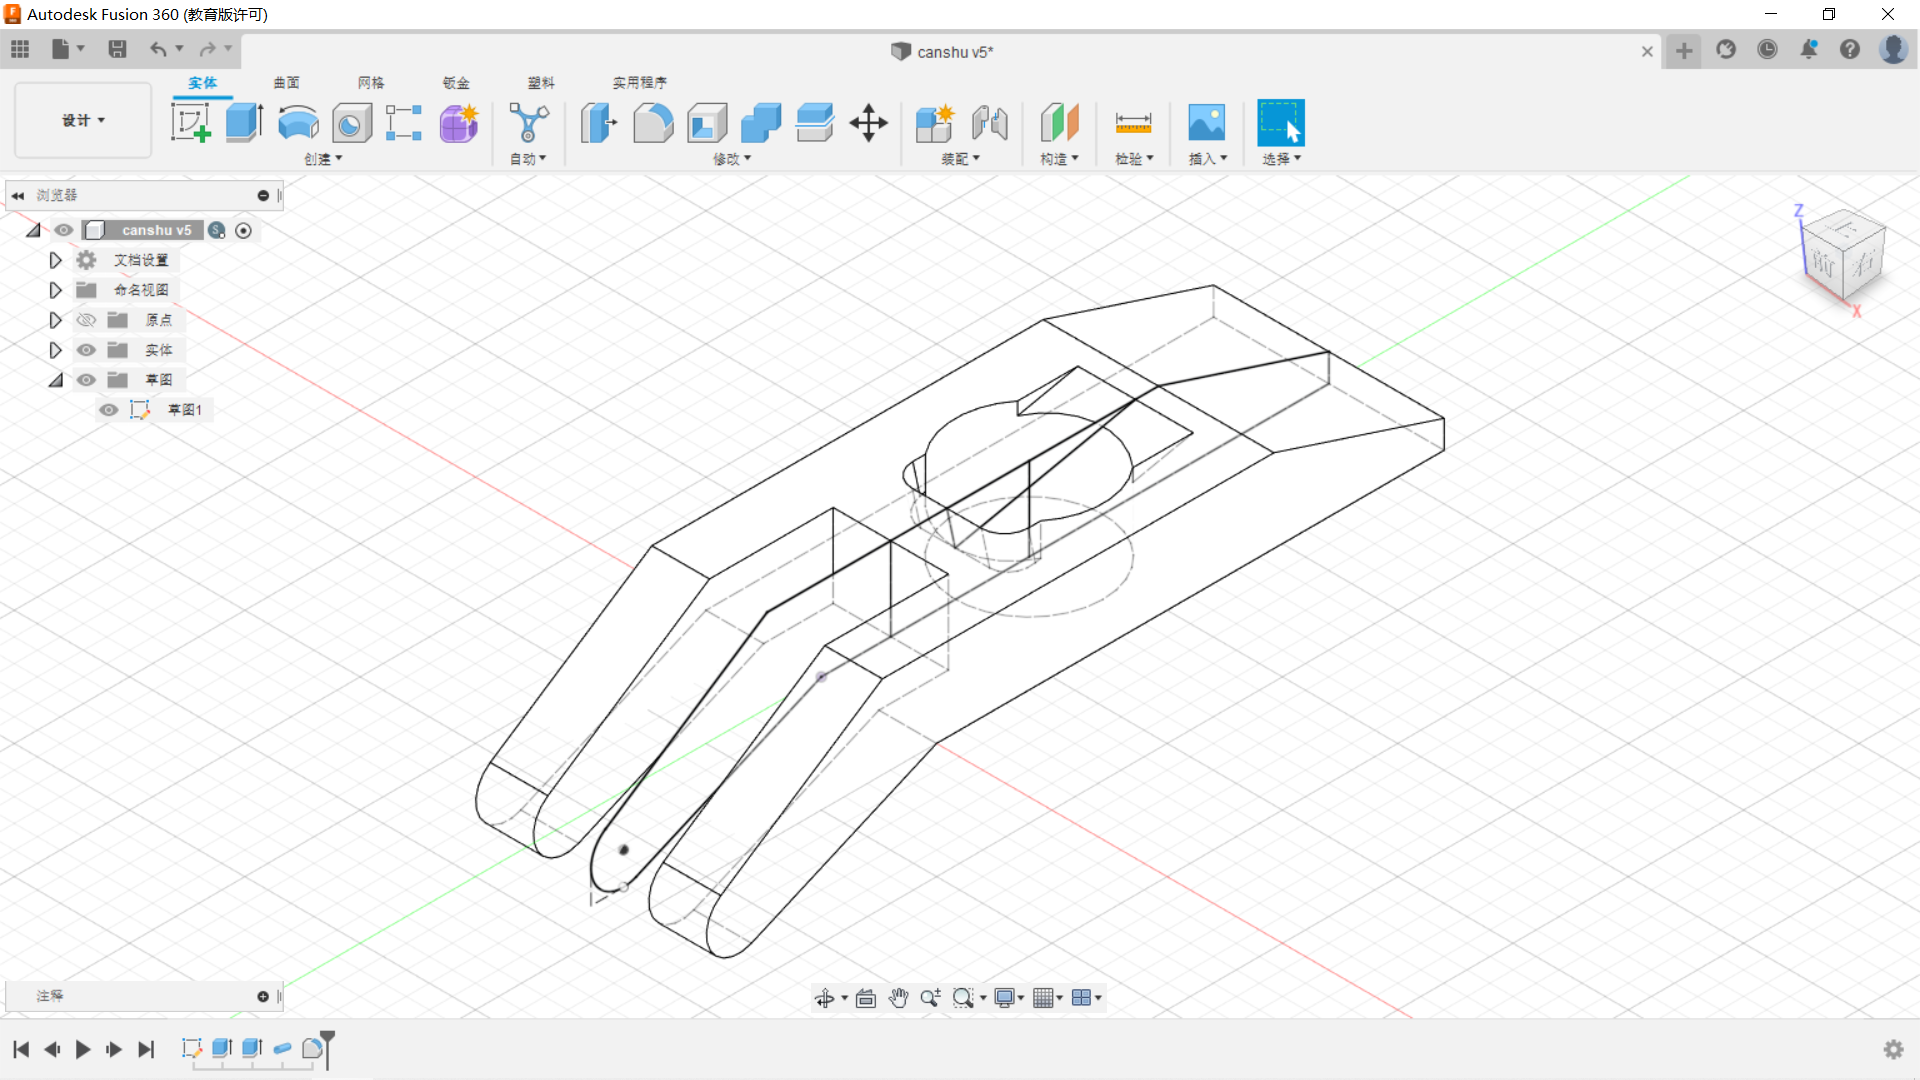 Autodesk Fusion 360 (教育版许可)
canshu v5*
实体 曲面 网格 钣金 塑料 实用程序
设计
创建 自动 修改 装配 构造 检验 插入 选择
浏览器
canshu v5
文档设置
命名视图
原点
实体
草图
草图1
Z
上
前 右
X
注释